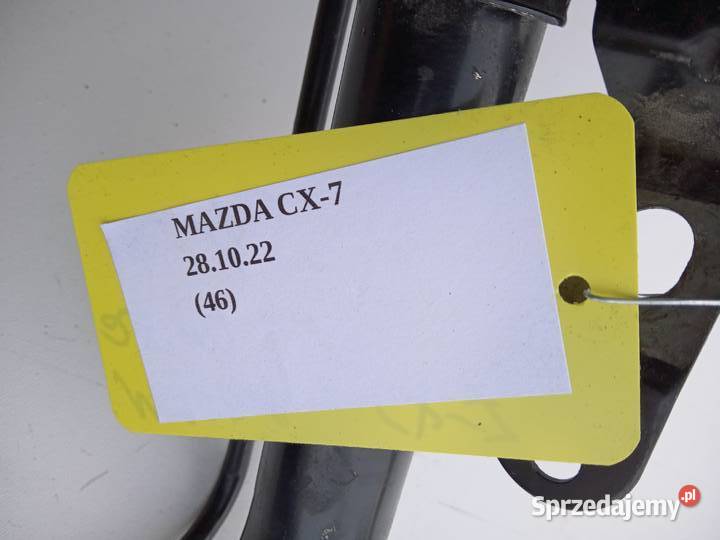 MAZDA CX-7
28.10.22
(46)
Sprzedajemy.pl